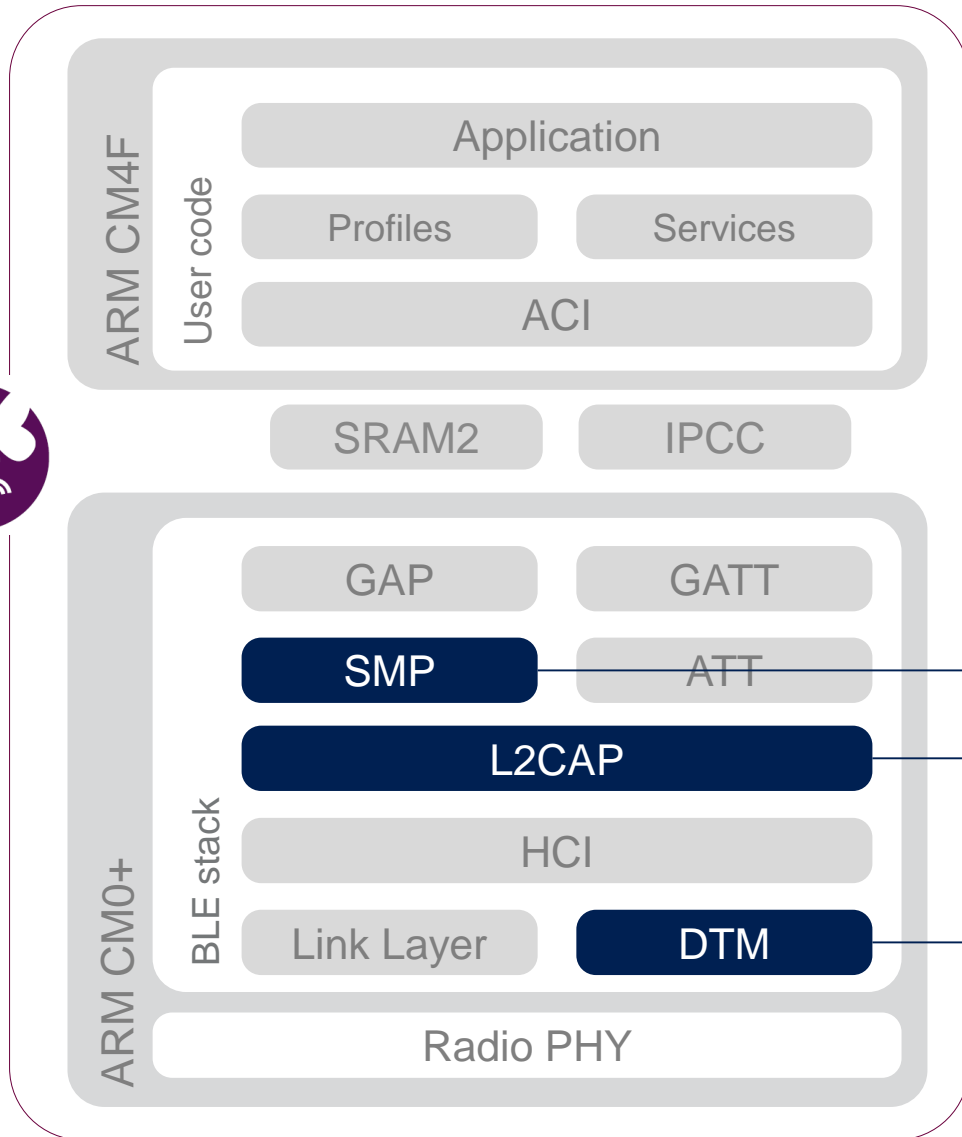 ARM CM4F
User code
Application
Profiles
Services
ACI
SRAM2
IPCC
ARM CM0+
BLE stack
GAP
GATT
SMP
ATT
L2CAP
HCI
Link Layer
DTM
Radio PHY